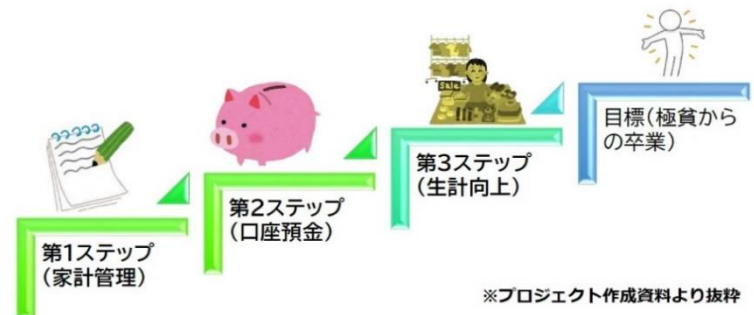 第1ステップ
(家計管理)
第2ステップ
(口座預金)
Sale
第3ステップ
(生計向上)
目標(極貧から
の卒業)
※プロジェクト作成資料より抜粋